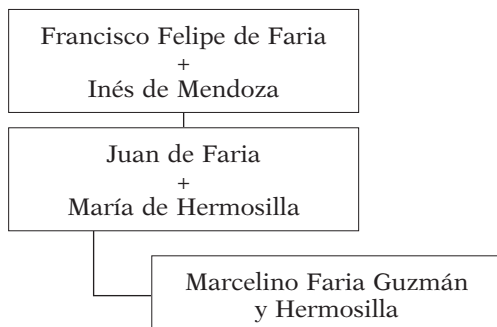 Francisco Felipe de Faria
+
Inés de Mendoza
Juan de Faria
+
María de Hermosilla
Marcelino Faria Guzmán
y Hermosilla